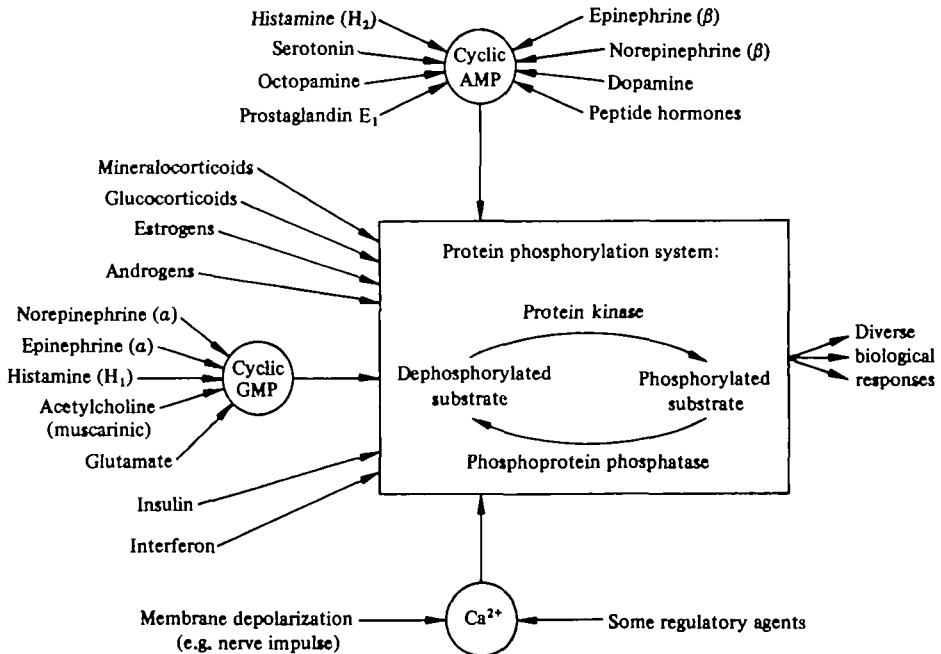 Histamine (H₂)
Serotonin
Octopamine
Prostaglandin E₁
Cyclic
AMP
Epinephrine (β)
Norepinephrine (β)
Dopamine
Peptide hormones
Mineralocorticoids
Glucocorticoids
Estrogens
Androgens
Norepinephrine (α)
Epinephrine (α)
Histamine (H₁)
Acetylcholine
(muscarinic)
Glutamate
Cyclic
GMP
Insulin
Interferon
Protein phosphorylation system:
Protein kinase
Dephosphorylated
substrate
Phosphorylated
substrate
Phosphoprotein phosphatase
Diverse
biological
responses
Membrane depolarization
(e.g. nerve impulse)
Ca²⁺
Some regulatory agents